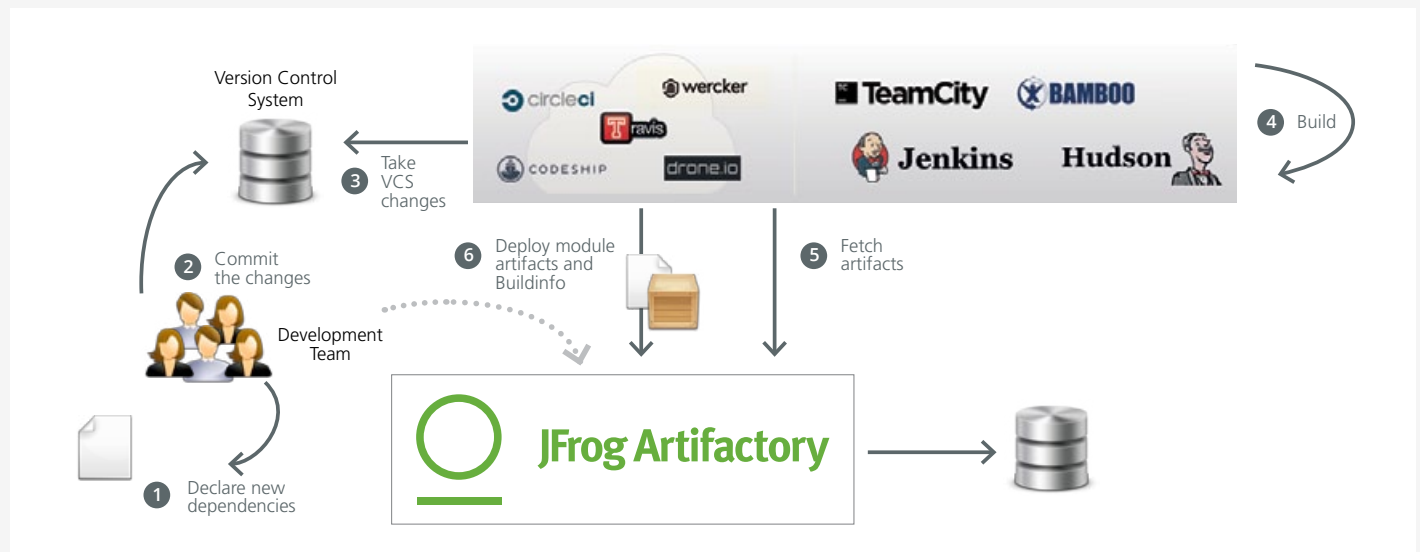 Version Control
System
circleci
wercker
Travis
CODESHIP
drone.io
TeamCity
BAMBOO
Jenkins
Hudson
4 Build
3 Take
VCS
changes
2 Commit
the changes
6 Deploy module
artifacts and
Buildinfo
5 Fetch
artifacts
Development
Team
JFrog Artifactory
1 Declare new
dependencies